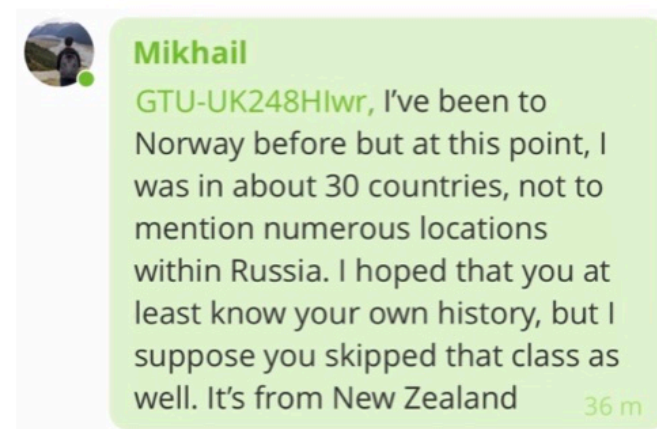 Mikhail
GTU-UK248HIwr, I’ve been to
Norway before but at this point, I
was in about 30 countries, not to
mention numerous locations
within Russia. I hoped that you at
least know your own history, but I
suppose you skipped that class as
well. It’s from New Zealand
36 m